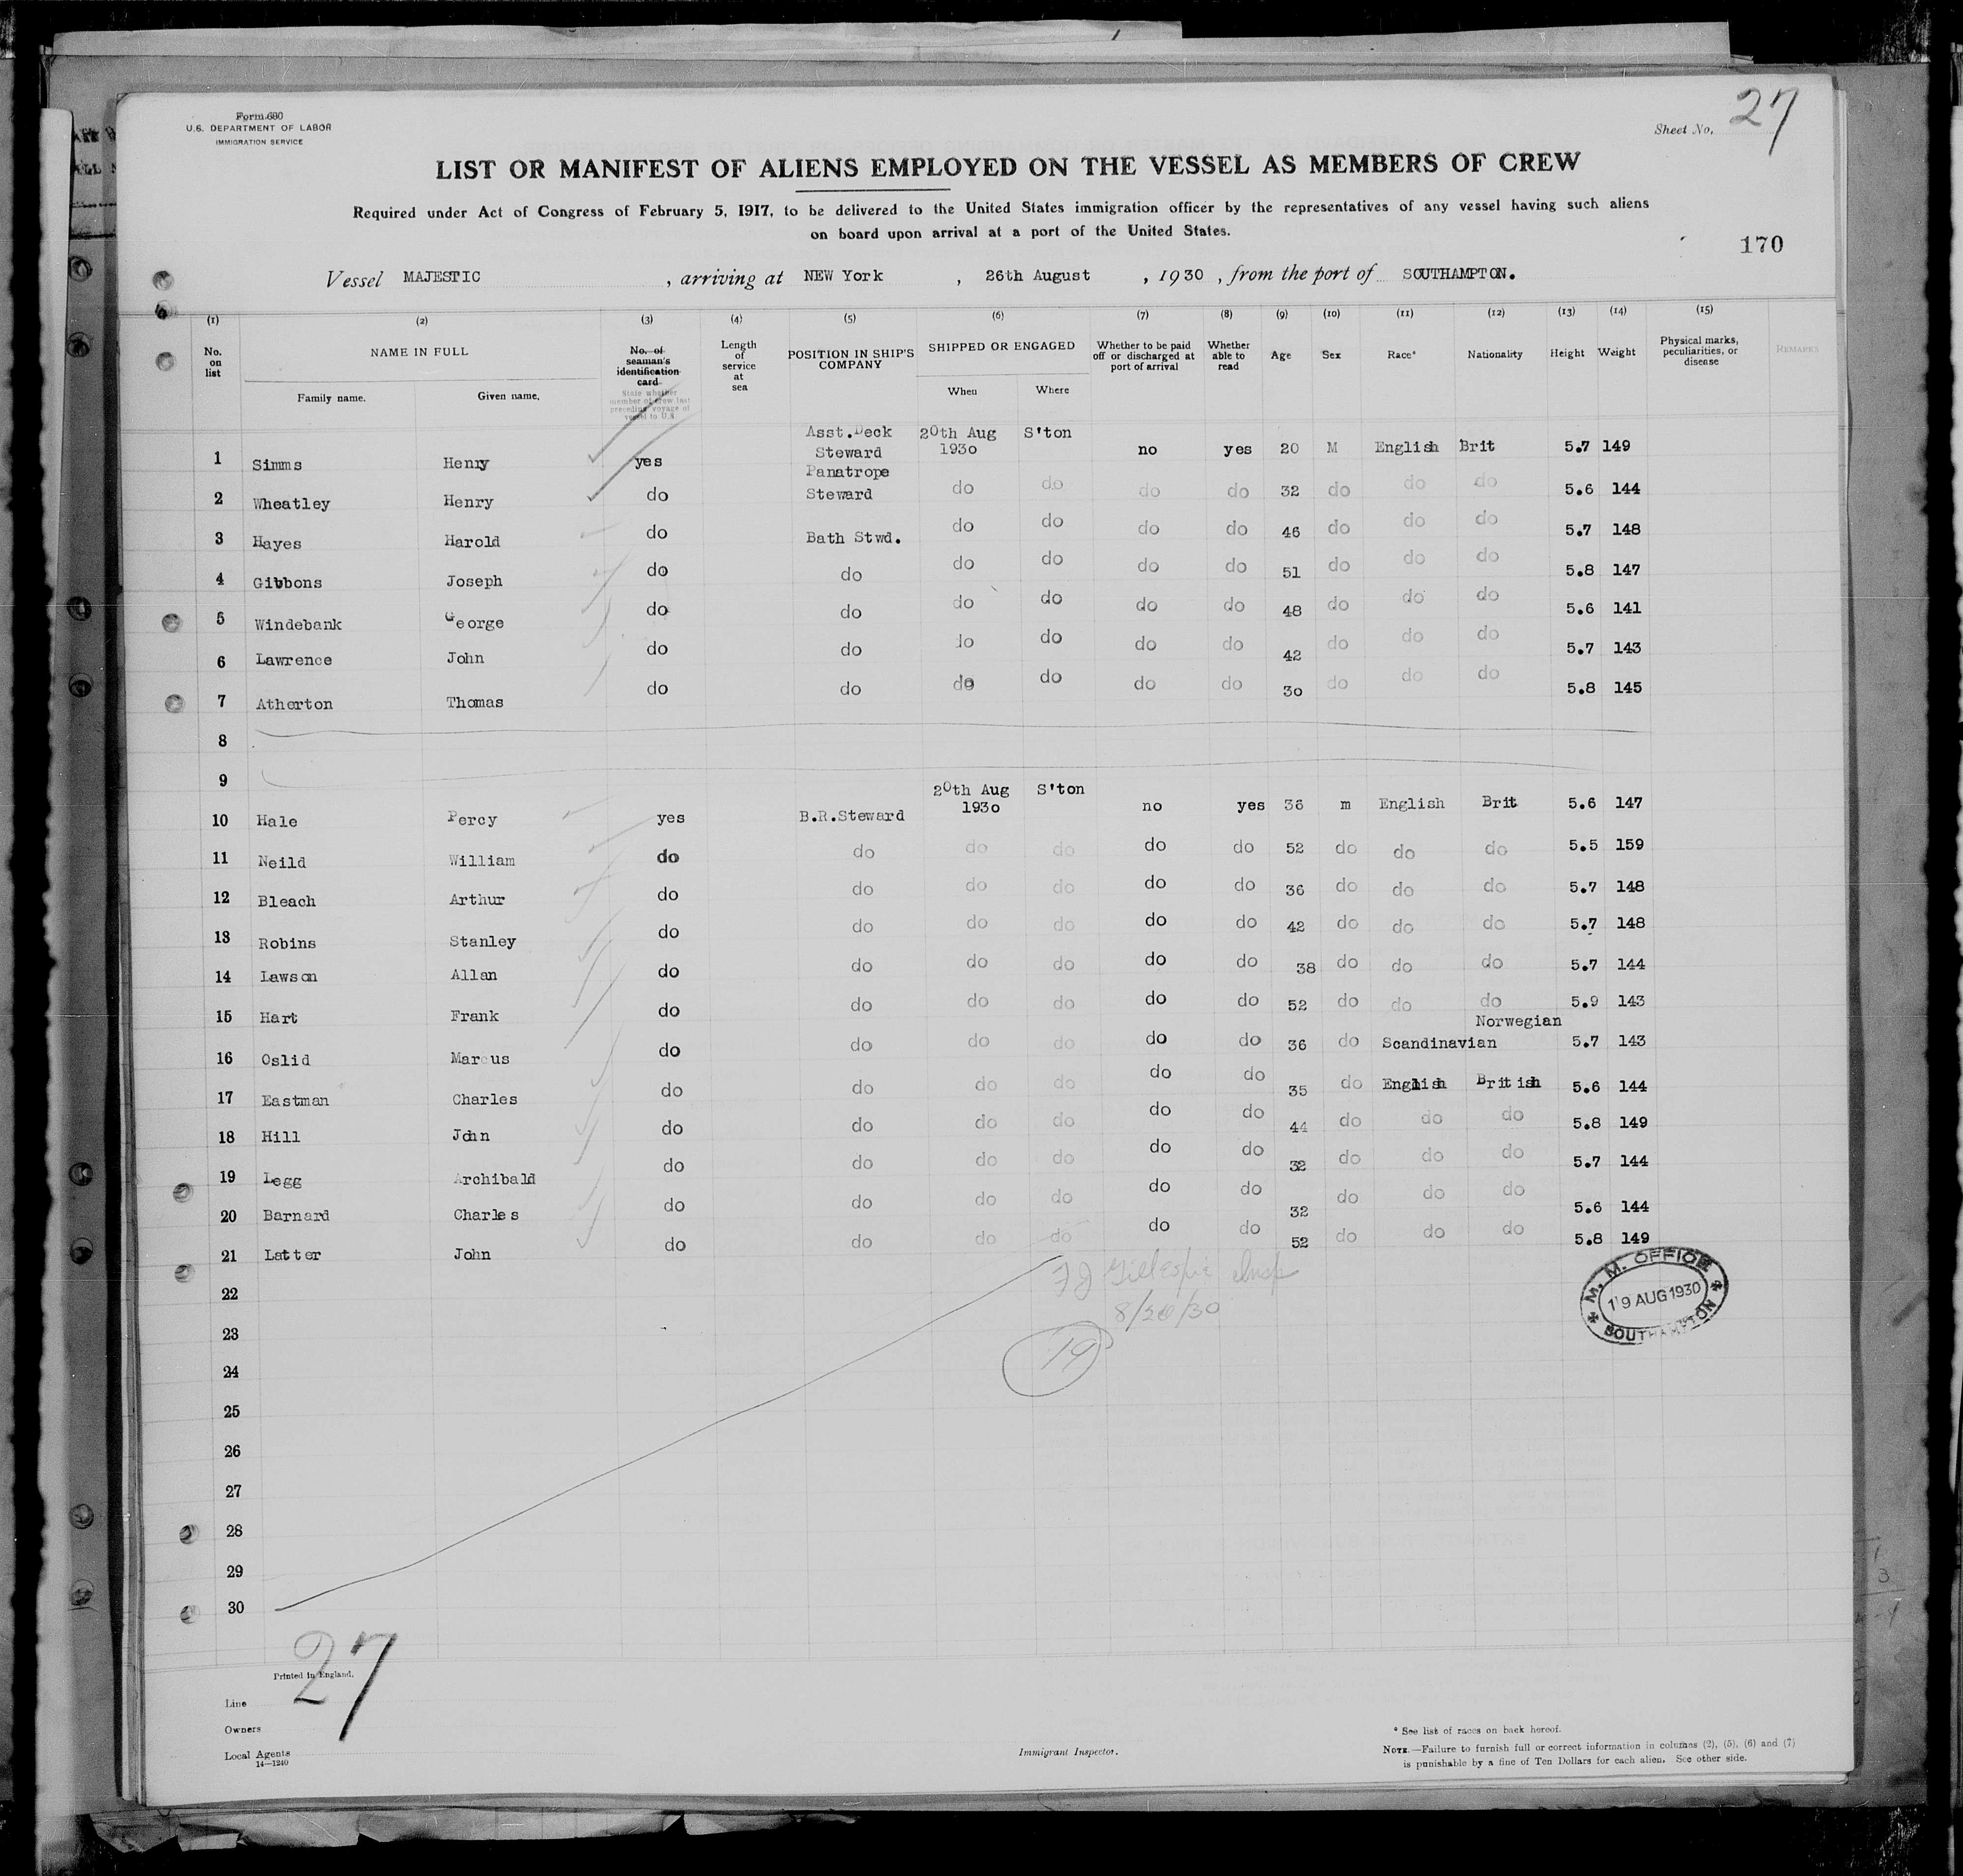 Form 680
U.S. DEPARTMENT OF LABOR
IMMIGRATION SERVICE
Sheet No. 27
LIST OR MANIFEST OF ALIENS EMPLOYED ON THE VESSEL AS MEMBERS OF CREW
Required under Act of Congress of February 5, 1917, to be delivered to the United States immigration officer by the representatives of any vessel having such aliens
on board upon arrival at a port of the United States.
170
Vessel MAJESTIC , arriving at NEW York , 26th August , 1930 , from the port of SOUTHAMPTON.
(1) (2) (3) (4) (5) (6) (7) (8) (9) (10) (11) (12) (13) (14) (15)
No. on list NAME IN FULL Family name. Given name. No. of seaman's identification card State whether member of crew last preceding voyage of vessel to U.S. Length of service at sea POSITION IN SHIP'S COMPANY SHIPPED OR ENGAGED When Where Whether to be paid off or discharged at port of arrival Whether able to read Age Sex Race* Nationality Height Weight Physical marks, peculiarities, or disease REMARKS
1 Simms Henry yes Asst.Deck Steward 20th Aug 1930 S'ton no yes 20 M English Brit 5.7 149
2 Wheatley Henry do Panatrope Steward do do do do 32 do do do 5.6 144
3 Hayes Harold do Bath Stwd. do do do do 46 do do do 5.7 148
4 Gibbons Joseph do do do do do do 51 do do do 5.8 147
5 Windebank George do do do do do do 48 do do do 5.6 141
6 Lawrence John do do do do do do 42 do do do 5.7 143
7 Atherton Thomas do do do do do do 30 do do do 5.8 145
8
9
10 Hale Percy yes B.R.Steward 20th Aug 1930 S'ton no yes 36 m English Brit 5.6 147
11 Neild William do do do do do do 52 do do do 5.5 159
12 Bleach Arthur do do do do do do 36 do do do 5.7 148
13 Robins Stanley do do do do do do 42 do do do 5.7 148
14 Lawson Allan do do do do do do 38 do do do 5.7 144
15 Hart Frank do do do do do do 52 do do do 5.9 143
16 Oslid Marcus do do do do do do 36 do Scandinavian Norwegian 5.7 143
17 Eastman Charles do do do do do do 35 do English British 5.6 144
18 Hill John do do do do do do 44 do do do 5.8 149
19 Legg Archibald do do do do do do 32 do do do 5.7 144
20 Barnard Charles do do do do do do 32 do do do 5.6 144
21 Latter John do do do do do do 52 do do do 5.8 149
22
23
24
25
26
27
28
29
30
Gillespie Insp
8/26/30
19
M. M. OFFICE
19 AUG 1930
SOUTHAMPTON
27
Printed in England.
Line
Owners
Local Agents
14—1240
Immigrant Inspector.
* See list of races on back hereof.
NOTE.—Failure to furnish full or correct information in columns (2), (5), (6) and (7)
is punishable by a fine of Ten Dollars for each alien. See other side.